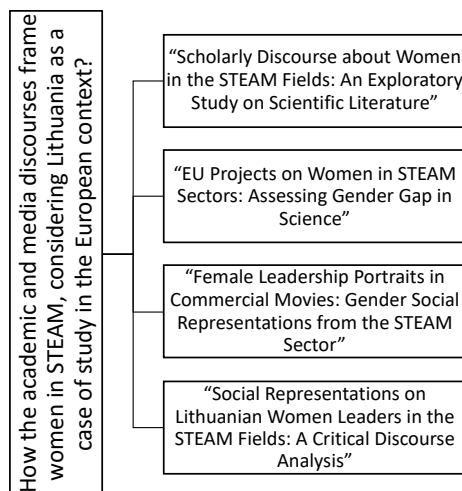 How the academic and media discourses frame
women in STEAM, considering Lithuania as a
case of study in the European context?
“Scholarly Discourse about Women
in the STEAM Fields: An Exploratory
Study on Scientific Literature”
“EU Projects on Women in STEAM
Sectors: Assessing Gender Gap in
Science”
“Female Leadership Portraits in
Commercial Movies: Gender Social
Representations from the STEAM
Sector”
“Social Representations on
Lithuanian Women Leaders in the
STEAM Fields: A Critical Discourse
Analysis”